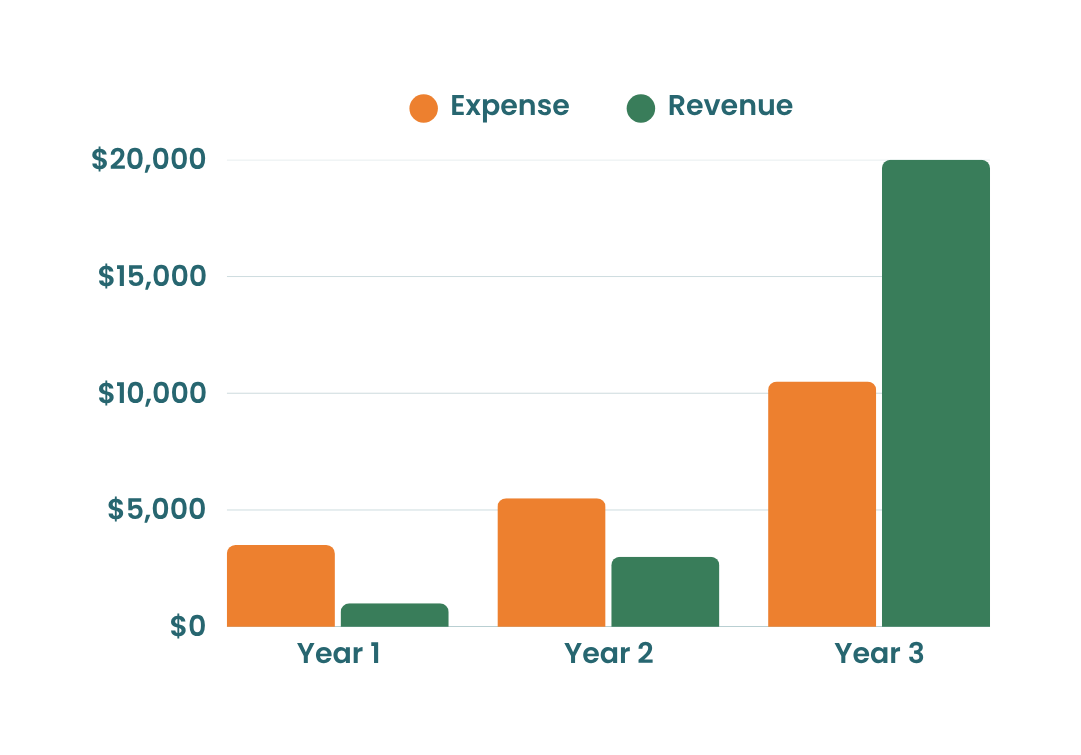 Expense Revenue
$20,000
$15,000
$10,000
$5,000
$0
Year 1 Year 2 Year 3